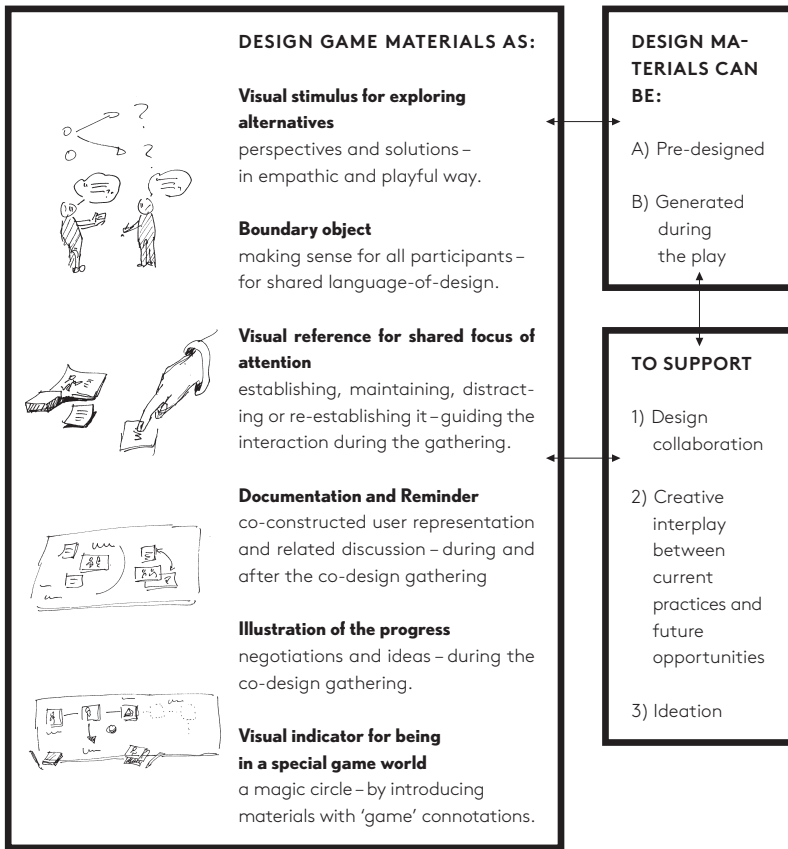 DESIGN GAME MATERIALS AS:
Visual stimulus for exploring
alternatives
perspectives and solutions –
in empathic and playful way.
Boundary object
making sense for all participants –
for shared language-of-design.
Visual reference for shared focus of
attention
establishing, maintaining, distract-
ing or re-establishing it – guiding the
interaction during the gathering.
Documentation and Reminder
co-constructed user representation
and related discussion – during and
after the co-design gathering
Illustration of the progress
negotiations and ideas – during the
co-design gathering.
Visual indicator for being
in a special game world
a magic circle – by introducing
materials with ‘game’ connotations.
DESIGN MA-
TERIALS CAN
BE:
A) Pre-designed
B) Generated
during
the play
TO SUPPORT
1) Design
collaboration
2) Creative
interplay
between
current
practices and
future
opportunities
3) Ideation
?
?